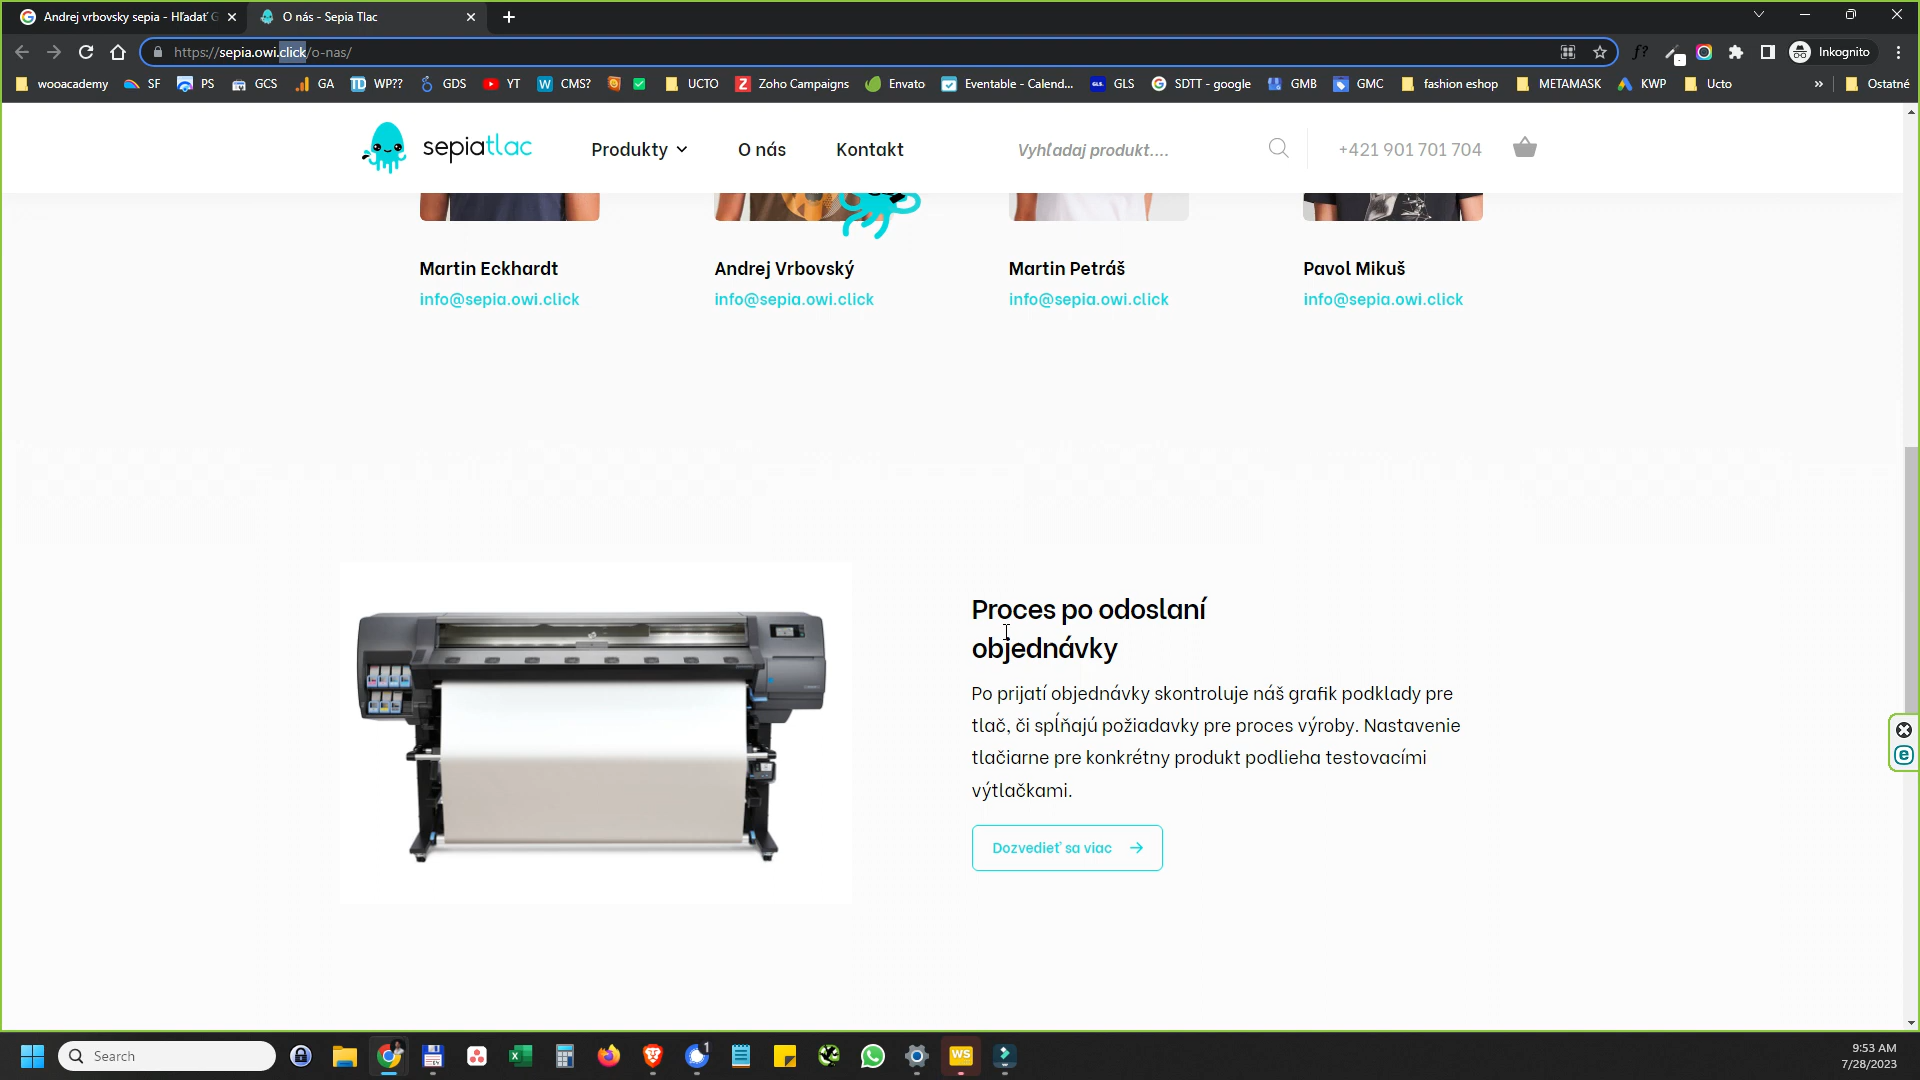 Andrej vrbovsky sepia - Hľadať G
O nás - Sepia Tlac
https://sepia.owi.click/o-nas/
Inkognito
wooacademy SF PS GCS GA WP?? GDS YT CMS? UCTO Zoho Campaigns Envato Eventable - Calend... GLS SDTT - google GMB GMC fashion eshop METAMASK KWP Ucto » Ostatné
sepiatlac
Produkty O nás Kontakt Vyhľadaj produkt.... +421 901 701 704
Martin Eckhardt Andrej Vrbovský Martin Petráš Pavol Mikuš
info@sepia.owi.click info@sepia.owi.click info@sepia.owi.click info@sepia.owi.click
Proces po odoslaní
objednávky
Po prijatí objednávky skontroluje náš grafik podklady pre
tlač, či spĺňajú požiadavky pre proces výroby. Nastavenie
tlačiarne pre konkrétny produkt podlieha testovacími
výtlačkami.
Dozvedieť sa viac
Search
WS
9:53 AM
7/28/2023